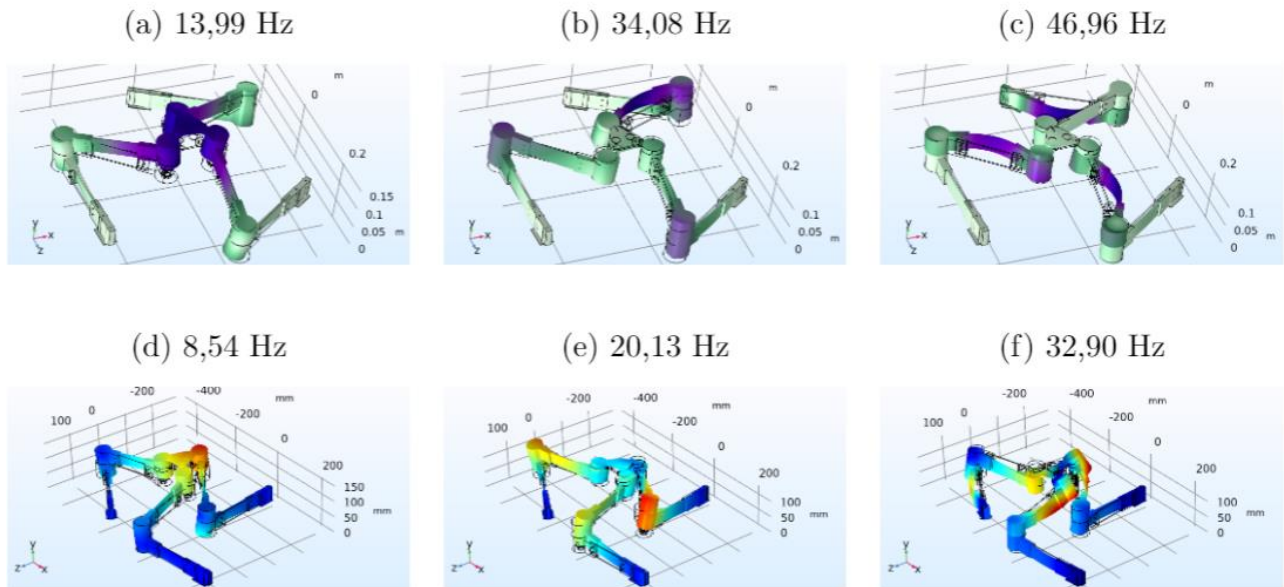 (a) 13,99 Hz
(b) 34,08 Hz
(c) 46,96 Hz
m
0
0.2
0.15
0.1
0.05 m
0
y
x
z
m
0
0.2
0.1
0.05 m
0
y
x
z
m
0
0.2
0.1
0.05 m
0
y
x
z
(d) 8,54 Hz
(e) 20,13 Hz
(f) 32,90 Hz
-200 -400
0 -200 mm
100 0
200
150
100
50 mm
0
y
z x
-200 -400
0 -200 mm
100 0
200
100
50 mm
0
y
z x
-200 -400
0 -200 mm
100 0
200
100
50 mm
0
y
z x